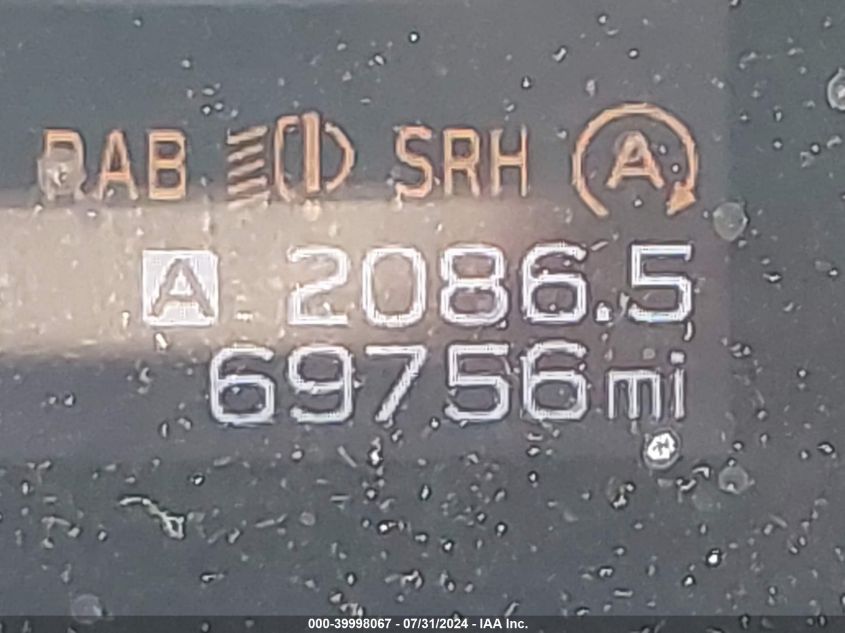 RAB SRH A
A 2086.5
69756mi
000-39998067 - 07/31/2024 - IAA Inc.